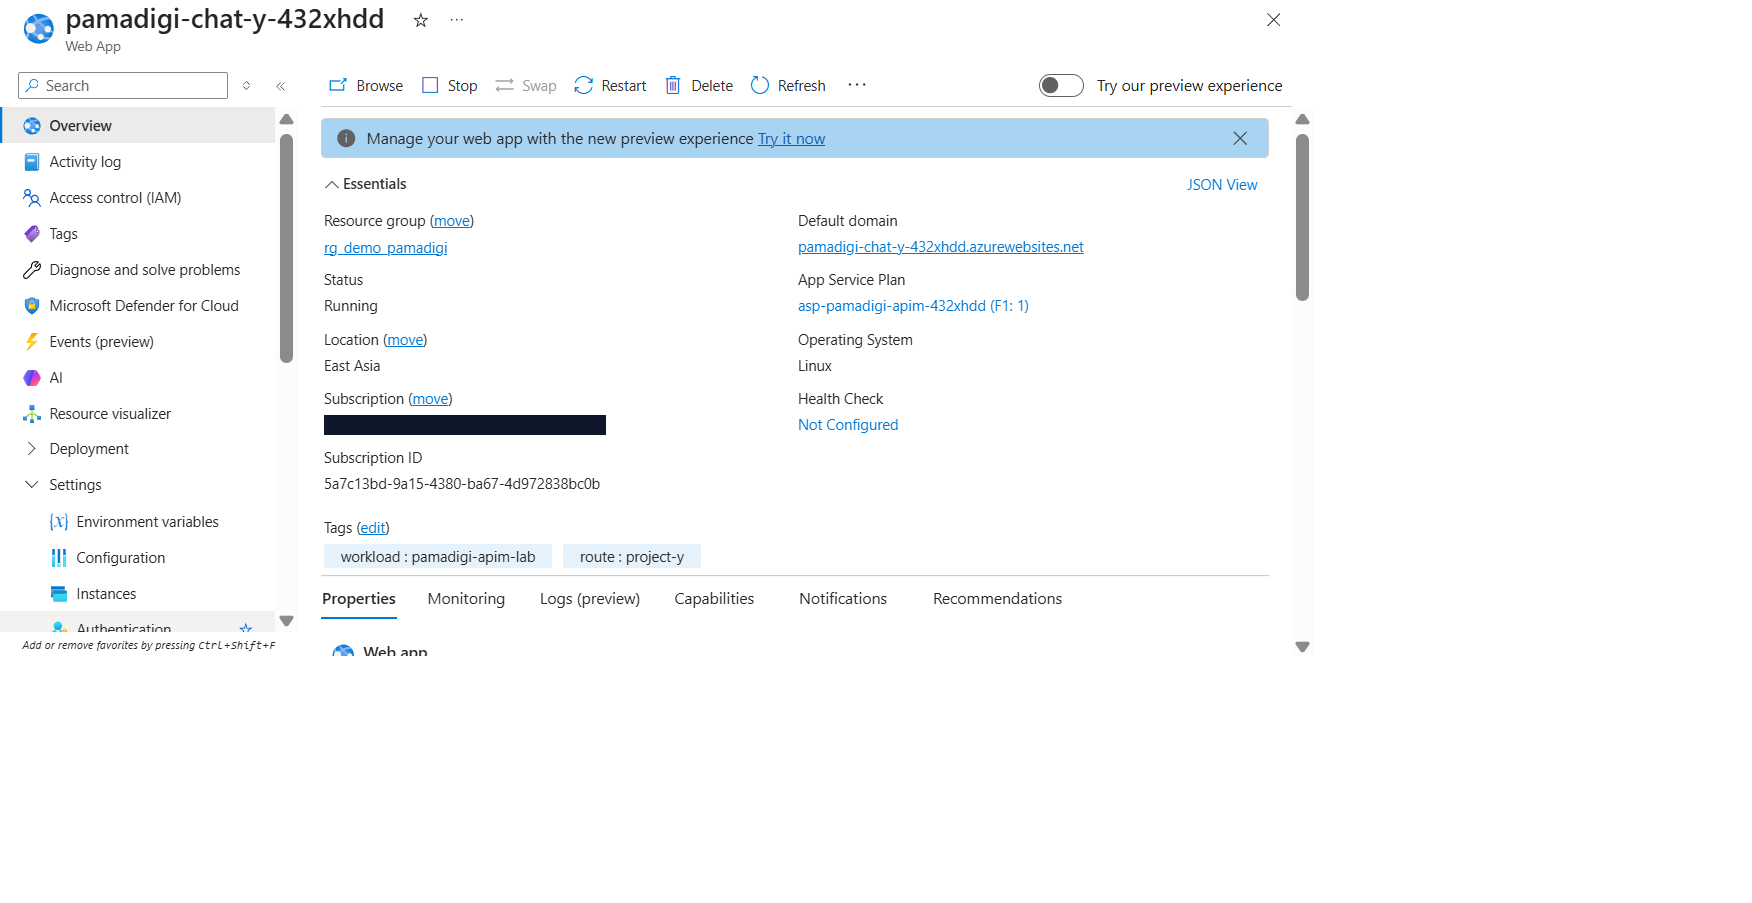 pamadigi-chat-y-432xhdd
Web App
Search
Browse
Stop
Swap
Restart
Delete
Refresh
Try our preview experience
Overview
Activity log
Access control (IAM)
Tags
Diagnose and solve problems
Microsoft Defender for Cloud
Events (preview)
AI
Resource visualizer
Deployment
Settings
Environment variables
Configuration
Instances
Authentication
Add or remove favorites by pressing Ctrl+Shift+F
Manage your web app with the new preview experience Try it now
Essentials
JSON View
Resource group (move)
rg_demo_pamadigi
Status
Running
Location (move)
East Asia
Subscription (move)
Subscription ID
5a7c13bd-9a15-4380-ba67-4d972838bc0b
Default domain
pamadigi-chat-y-432xhdd.azurewebsites.net
App Service Plan
asp-pamadigi-apim-432xhdd (F1: 1)
Operating System
Linux
Health Check
Not Configured
Tags (edit)
workload : pamadigi-apim-lab
route : project-y
Properties
Monitoring
Logs (preview)
Capabilities
Notifications
Recommendations
Web app